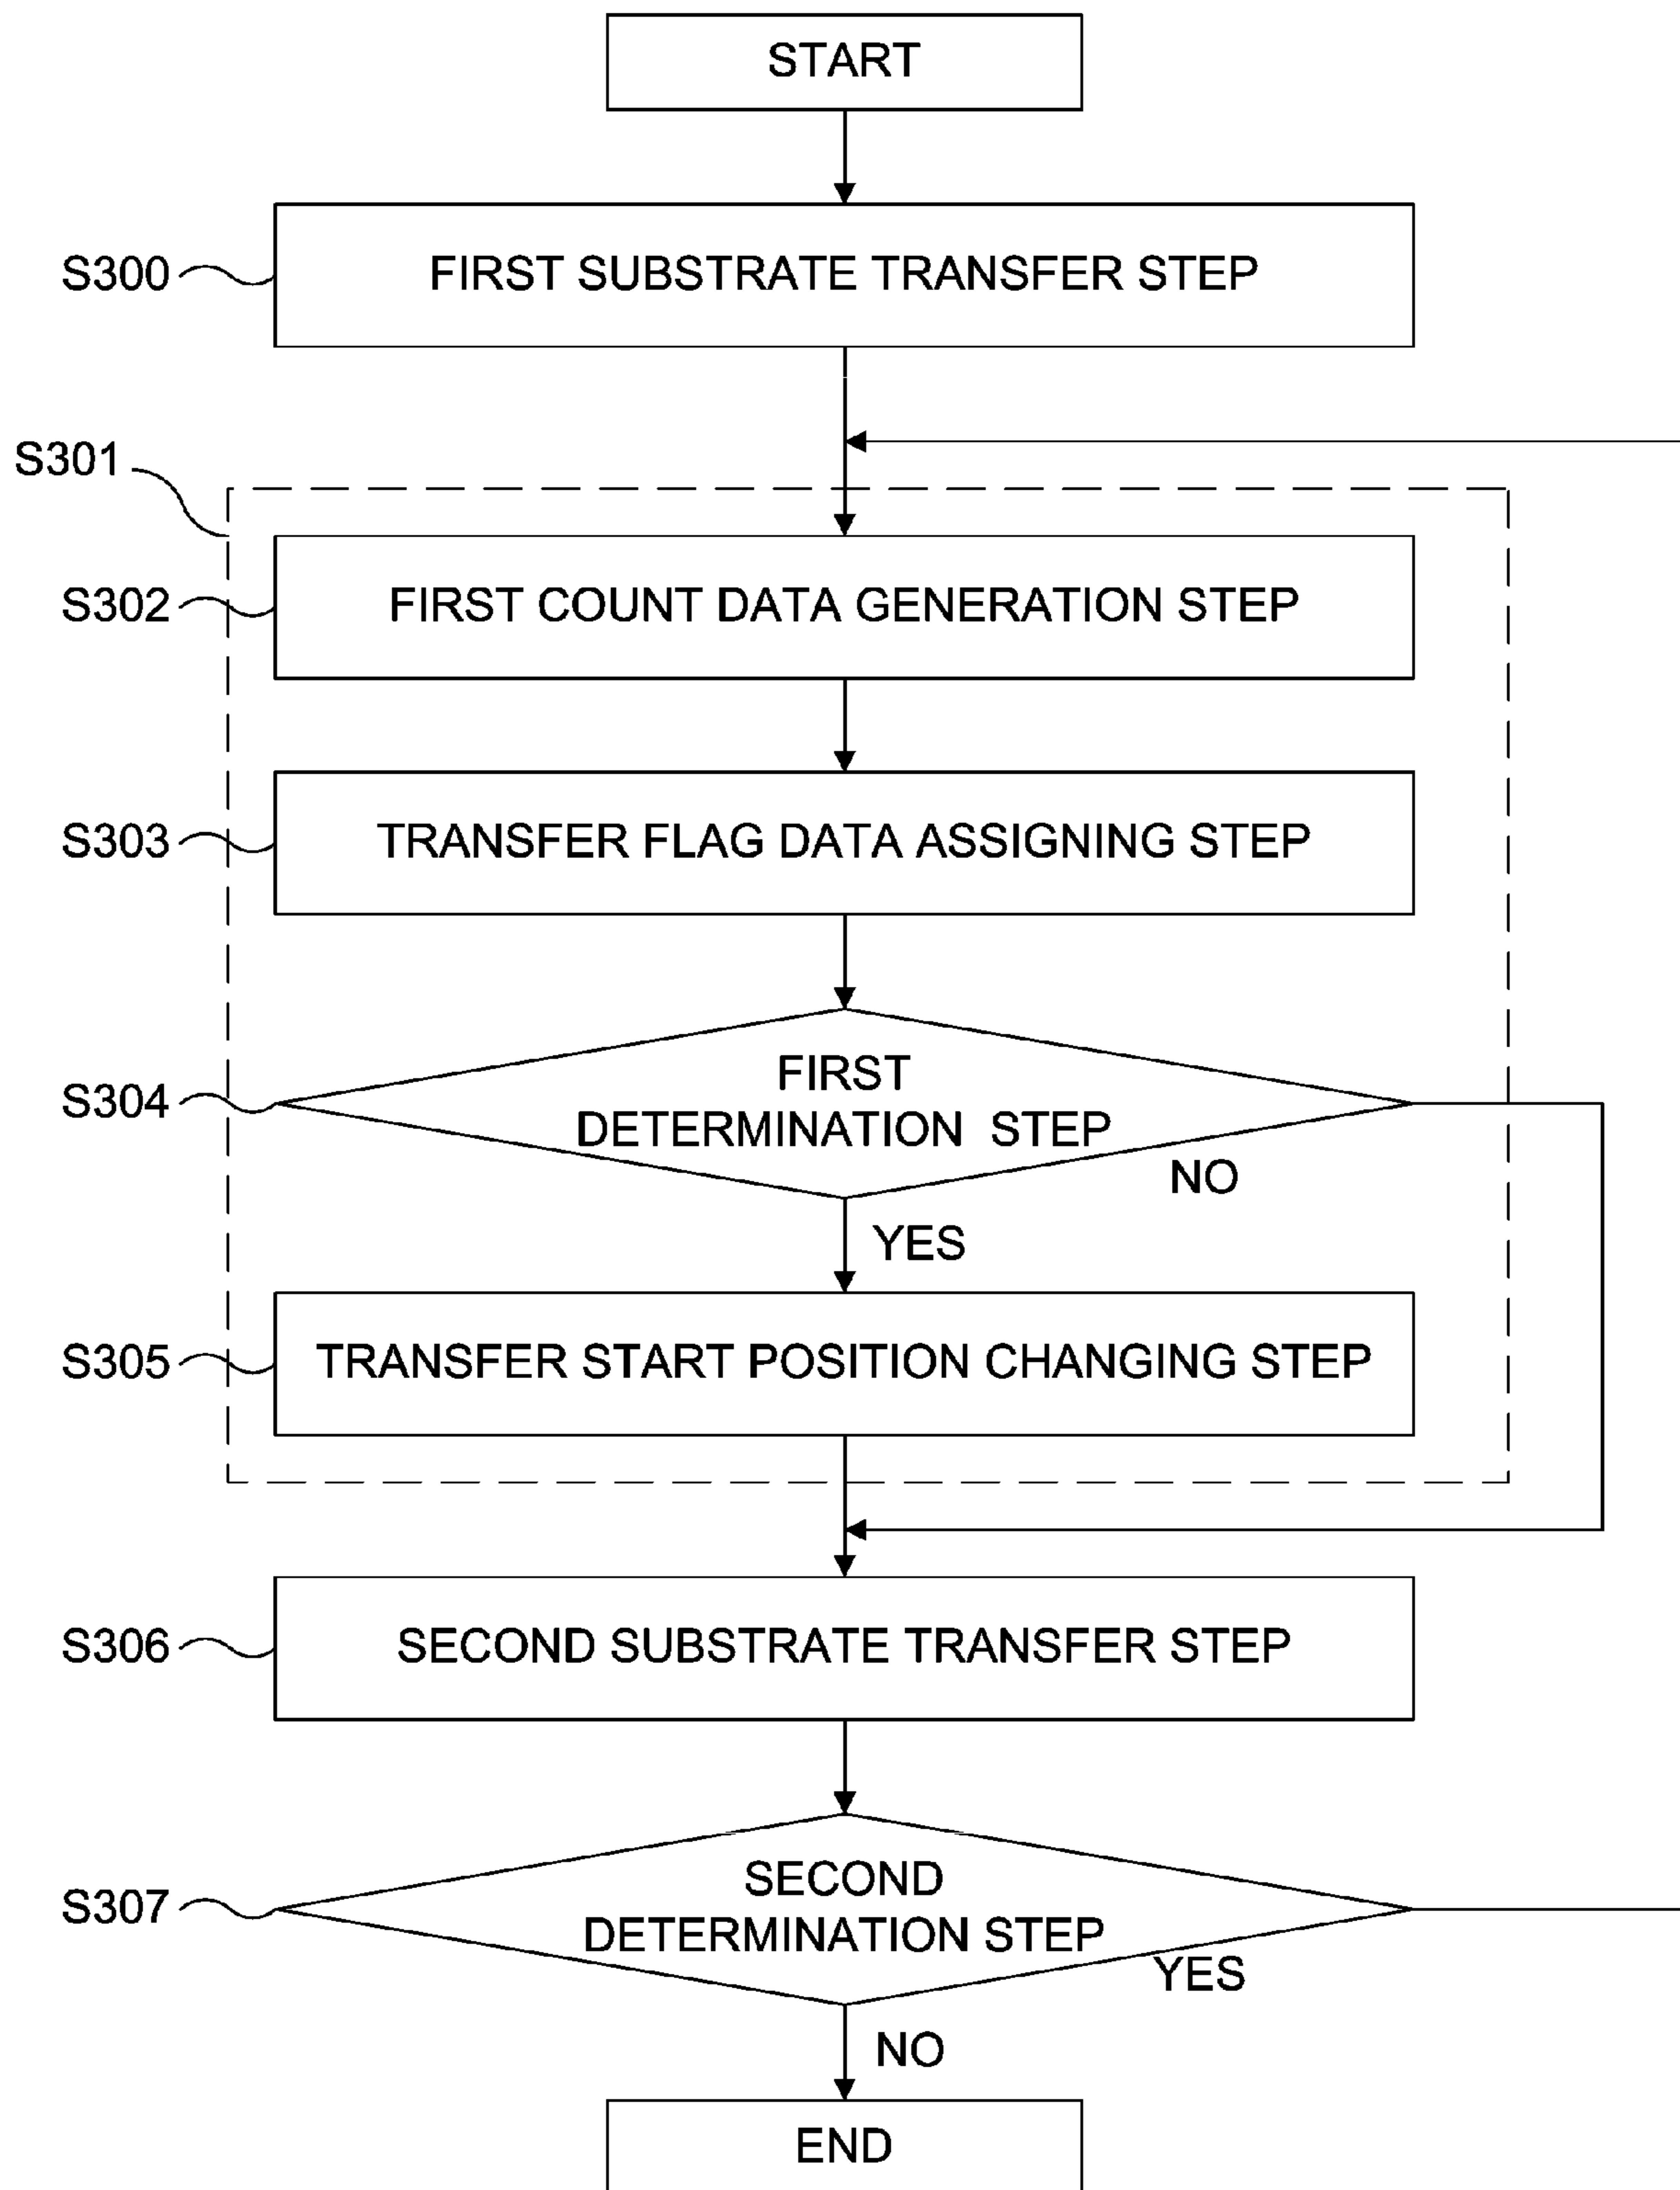 START
S300
FIRST SUBSTRATE TRANSFER STEP
S301
S302
FIRST COUNT DATA GENERATION STEP
S303
TRANSFER FLAG DATA ASSIGNING STEP
S304
FIRST
DETERMINATION STEP
NO
YES
S305
TRANSFER START POSITION CHANGING STEP
S306
SECOND SUBSTRATE TRANSFER STEP
S307
SECOND
DETERMINATION STEP
YES
NO
END